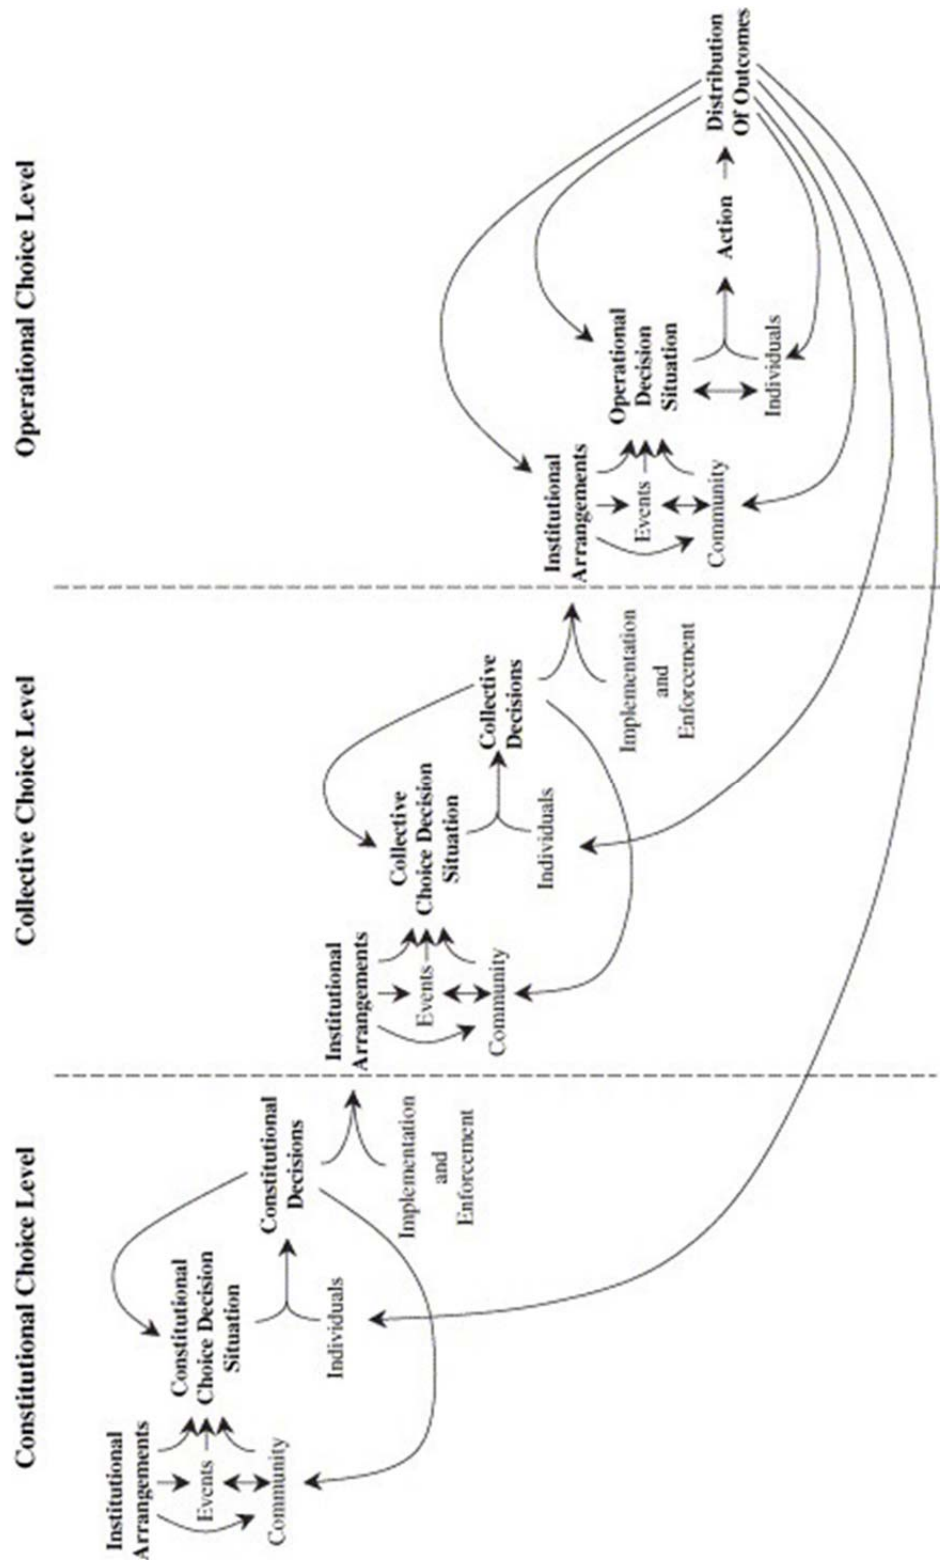 Constitutional Choice Level
Collective Choice Level
Operational Choice Level
Institutional
Arrangements
Events
Community
Constitutional
Choice Decision
Situation
Individuals
Constitutional
Decisions
Implementation
and
Enforcement
Institutional
Arrangements
Events
Community
Collective
Choice Decision
Situation
Individuals
Collective
Decisions
Implementation
and
Enforcement
Institutional
Arrangements
Events
Community
Operational
Decision
Situation
Individuals
Action
Distribution
Of Outcomes